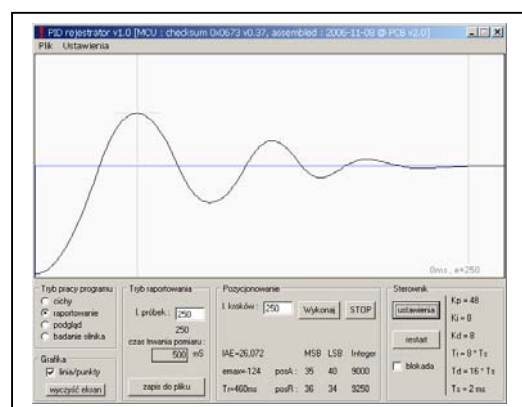 PID rejestrator v1.0 [MCU : checksum 0x0673 v0.37, assembled : 2006-11-08 @ PCB v2.0]
Plik Ustawienia
0ms, e=250
Tryb pracy programu
cichy
raportowanie
podgląd
badanie silnika
Grafika
linia/punkty
wyczyść ekran
Tryb raportowania
l. próbek : 250
250
czas trwania pomiaru :
500 mS
zapis do pliku
Pozycjonowanie
l. kroków : 250 Wykonaj STOP
IAE=26,072 MSB LSB Integer
emax=-124 posA : 35 40 9000
Tr=460ms posR : 36 34 9250
Sterownik
ustawienia
restart
blokada
Kp = 48
Ki = 8
Kd = 8
Ti = 8 * Ts
Td = 16 * Ts
Ts = 2 ms